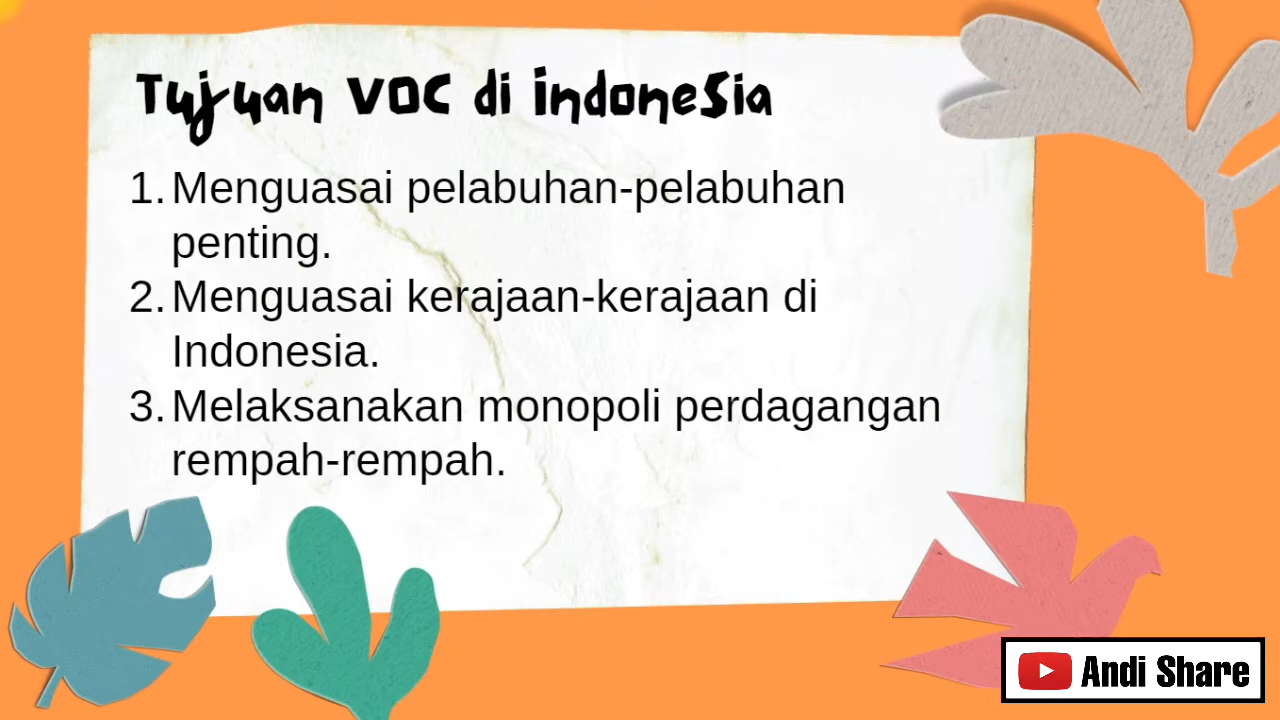 Tujuan VOC di indonesia
1. Menguasai pelabuhan-pelabuhan
penting.
2. Menguasai kerajaan-kerajaan di
Indonesia.
3. Melaksanakan monopoli perdagangan
rempah-rempah.
Andi Share